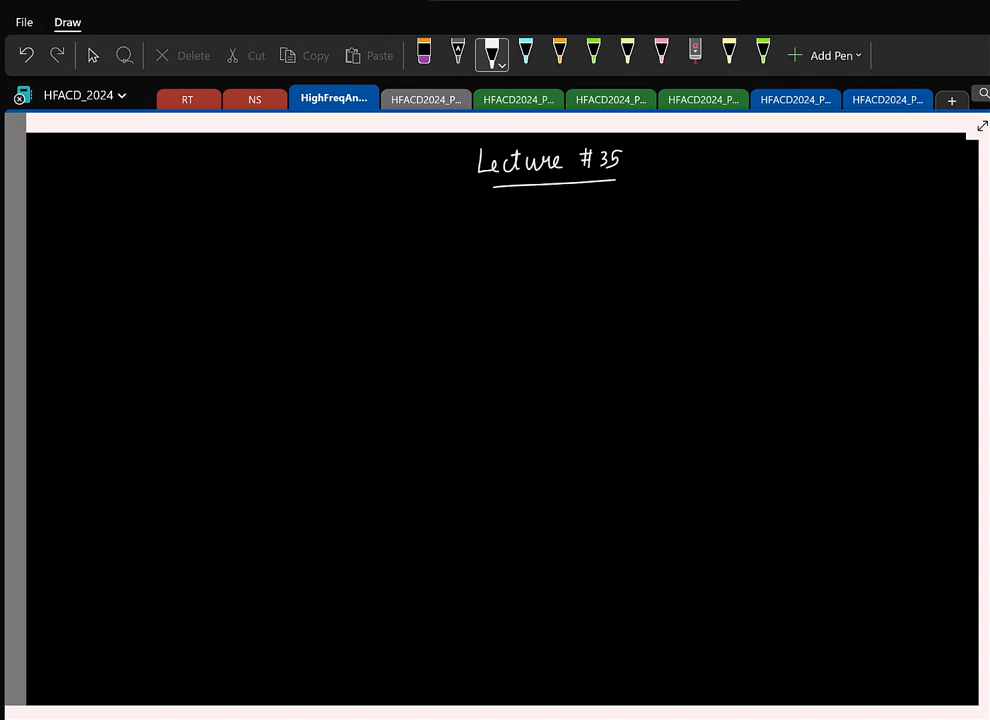 File Draw
Delete Cut Copy Paste A Add Pen
HFACD_2024 RT NS HighFreqAn... HFACD2024_P... HFACD2024_P... HFACD2024_P... HFACD2024_P... HFACD2024_P... HFACD2024_P... +
Lecture #35